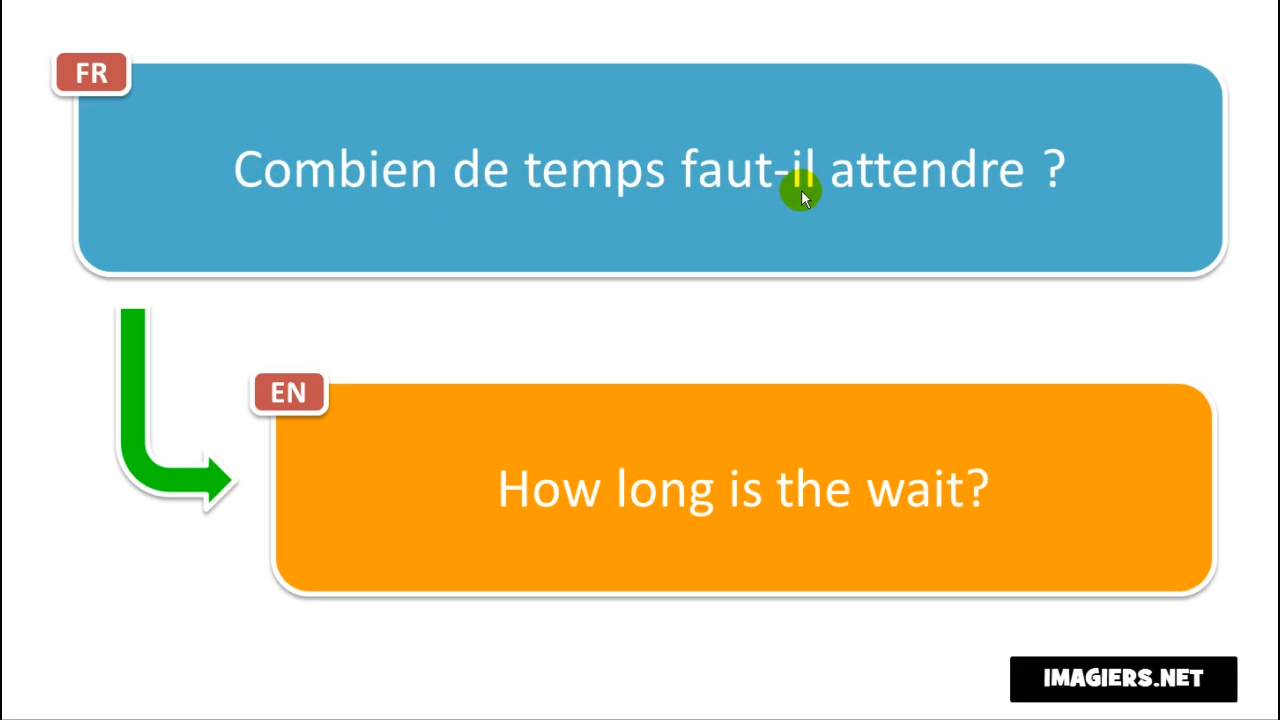 FR
Combien de temps faut-il attendre ?
EN
How long is the wait?
IMAGIERS.NET